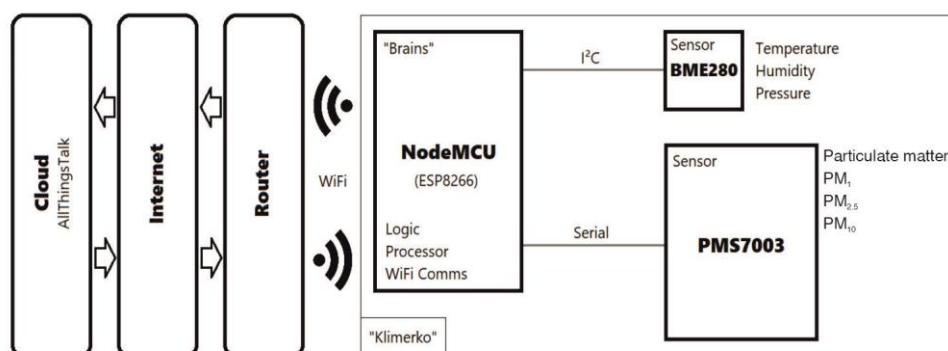 Cloud
AllThingsTalk
Internet
Router
WiFi
"Brains"
NodeMCU
(ESP8266)
Logic
Processor
WiFi Comms
"Klimerko"
I²C
Serial
Sensor
BME280
Temperature
Humidity
Pressure
Sensor
PMS7003
Particulate matter
PM₁
PM₂.₅
PM₁₀